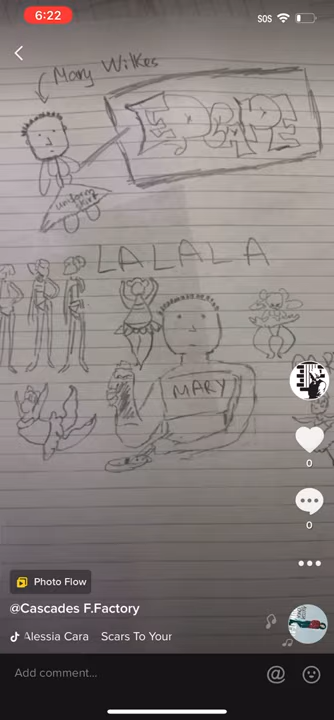 6:22
SOS
Mary Wilkes
uniform
LALALA
MARY
Photo Flow
@Cascades F.Factory
Alessia Cara Scars To Your
Add comment...
0
0